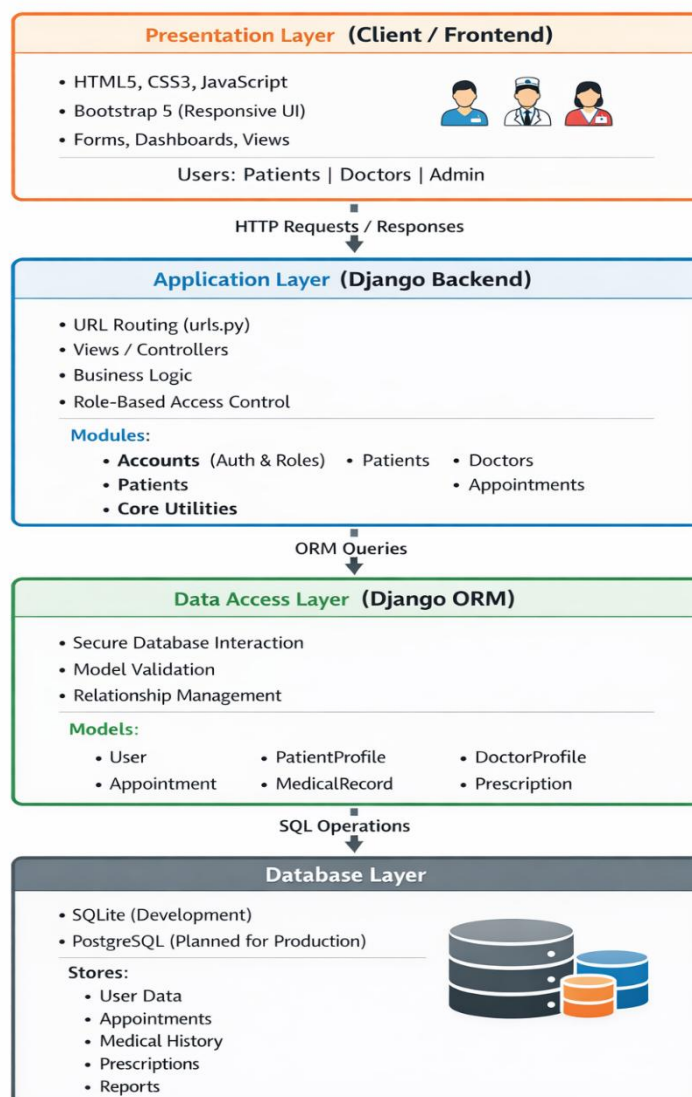 Presentation Layer (Client / Frontend)
• HTML5, CSS3, JavaScript
• Bootstrap 5 (Responsive UI)
• Forms, Dashboards, Views
Users: Patients | Doctors | Admin
HTTP Requests / Responses
Application Layer (Django Backend)
• URL Routing (urls.py)
• Views / Controllers
• Business Logic
• Role-Based Access Control
Modules:
• Accounts (Auth & Roles) • Patients • Doctors
• Patients • Appointments
• Core Utilities
ORM Queries
Data Access Layer (Django ORM)
• Secure Database Interaction
• Model Validation
• Relationship Management
Models:
• User • PatientProfile • DoctorProfile
• Appointment • MedicalRecord • Prescription
SQL Operations
Database Layer
• SQLite (Development)
• PostgreSQL (Planned for Production)
Stores:
• User Data
• Appointments
• Medical History
• Prescriptions
• Reports